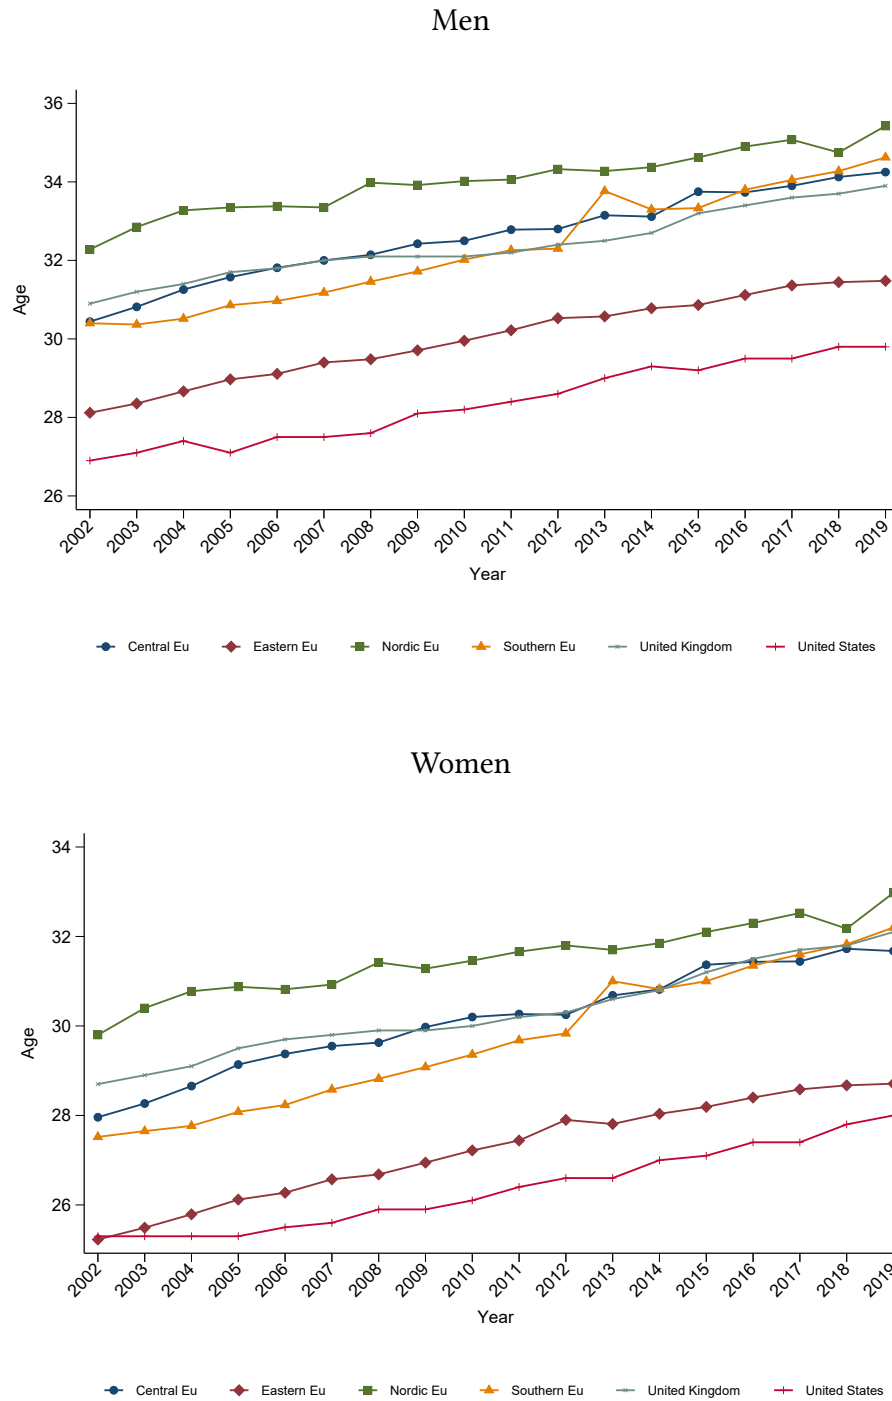 Men
36
34
32
30
28
26
Age
2002 2003 2004 2005 2006 2007 2008 2009 2010 2011 2012 2013 2014 2015 2016 2017 2018 2019
Year
Central Eu Eastern Eu Nordic Eu Southern Eu United Kingdom United States
Women
34
32
30
28
26
Age
2002 2003 2004 2005 2006 2007 2008 2009 2010 2011 2012 2013 2014 2015 2016 2017 2018 2019
Year
Central Eu Eastern Eu Nordic Eu Southern Eu United Kingdom United States